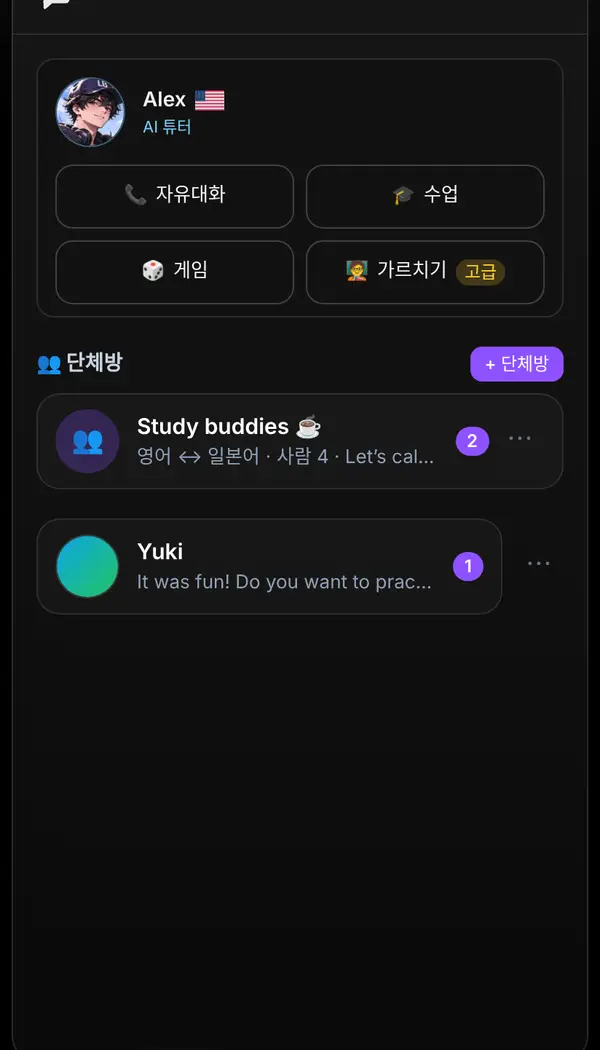 Alex
AI 튜터
자유대화
수업
게임
가르치기 고급
단체방
+ 단체방
Study buddies
영어 ↔ 일본어 · 사람 4 · Let's cal...
2
Yuki
It was fun! Do you want to prac...
1